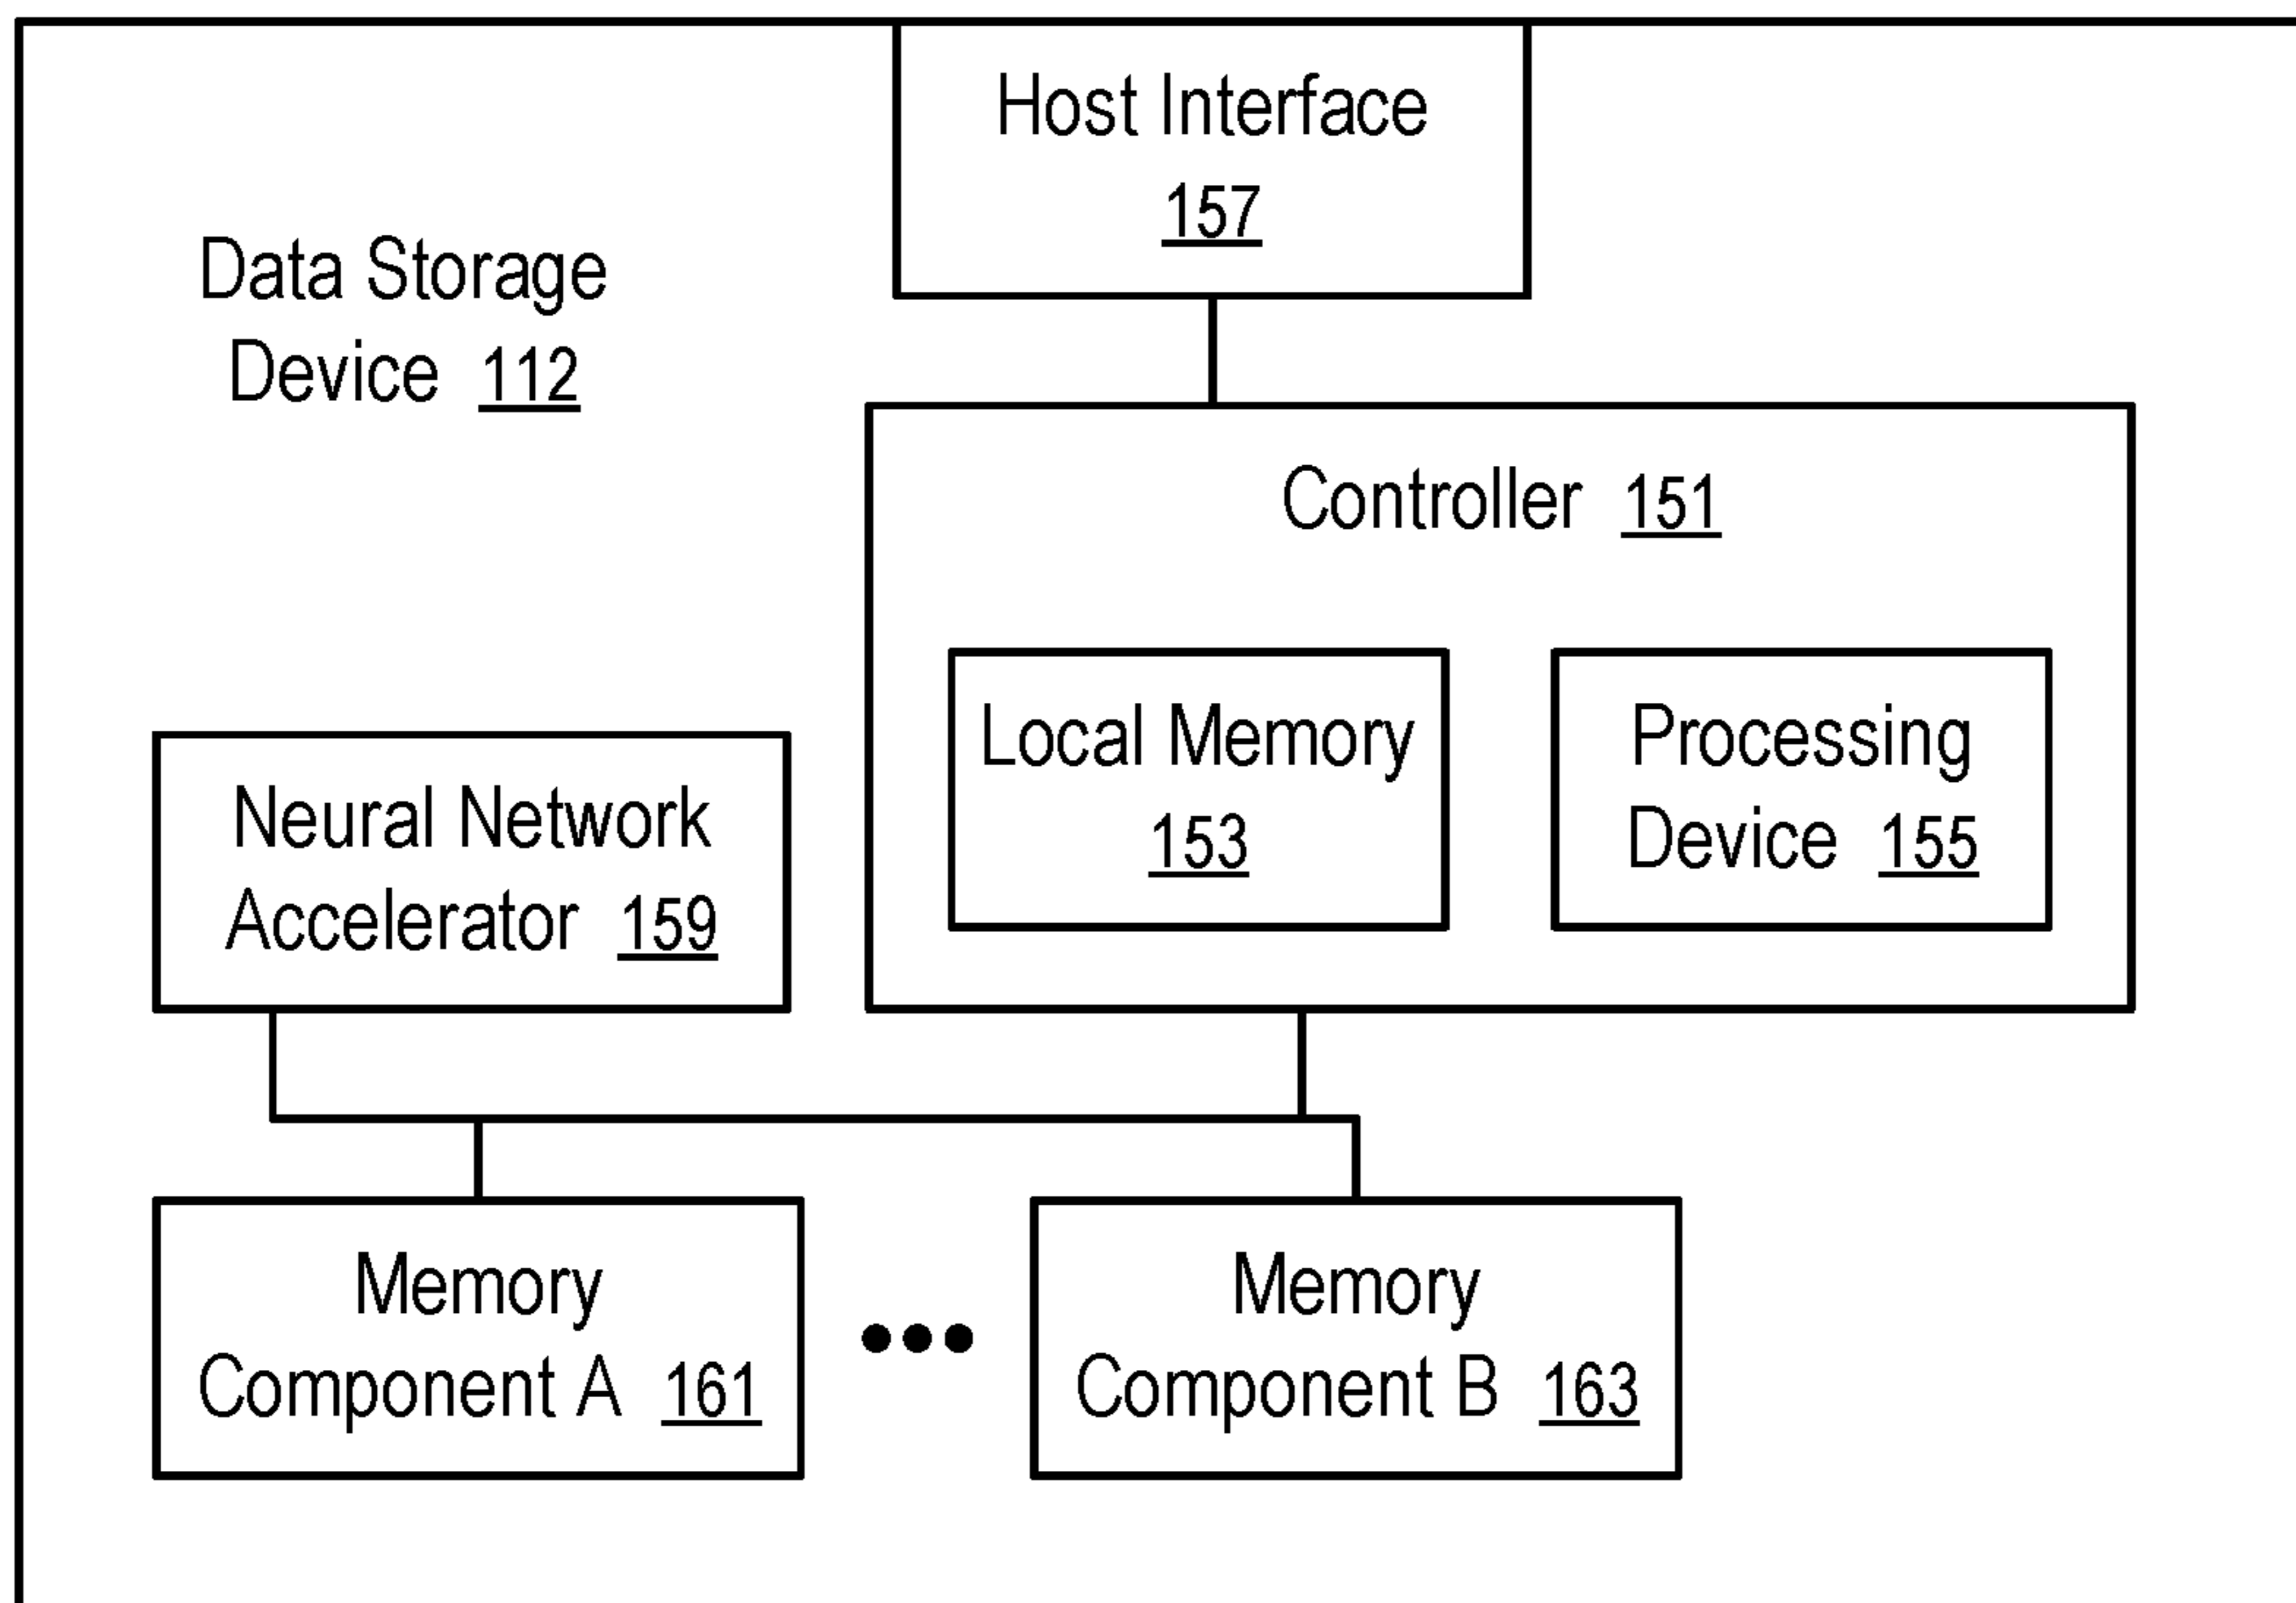 Host Interface
157
Data Storage
Device 112
Controller 151
Local Memory
153
Processing
Device 155
Neural Network
Accelerator 159
Memory
Component A 161
Memory
Component B 163